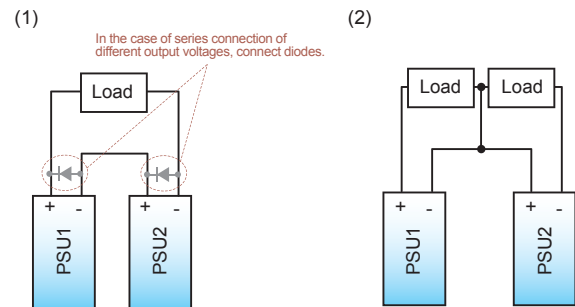 (1)
In the case of series connection of
different output voltages, connect diodes.
Load
+ - + -
PSU1 PSU2
(2)
Load Load
+ - + -
PSU1 PSU2